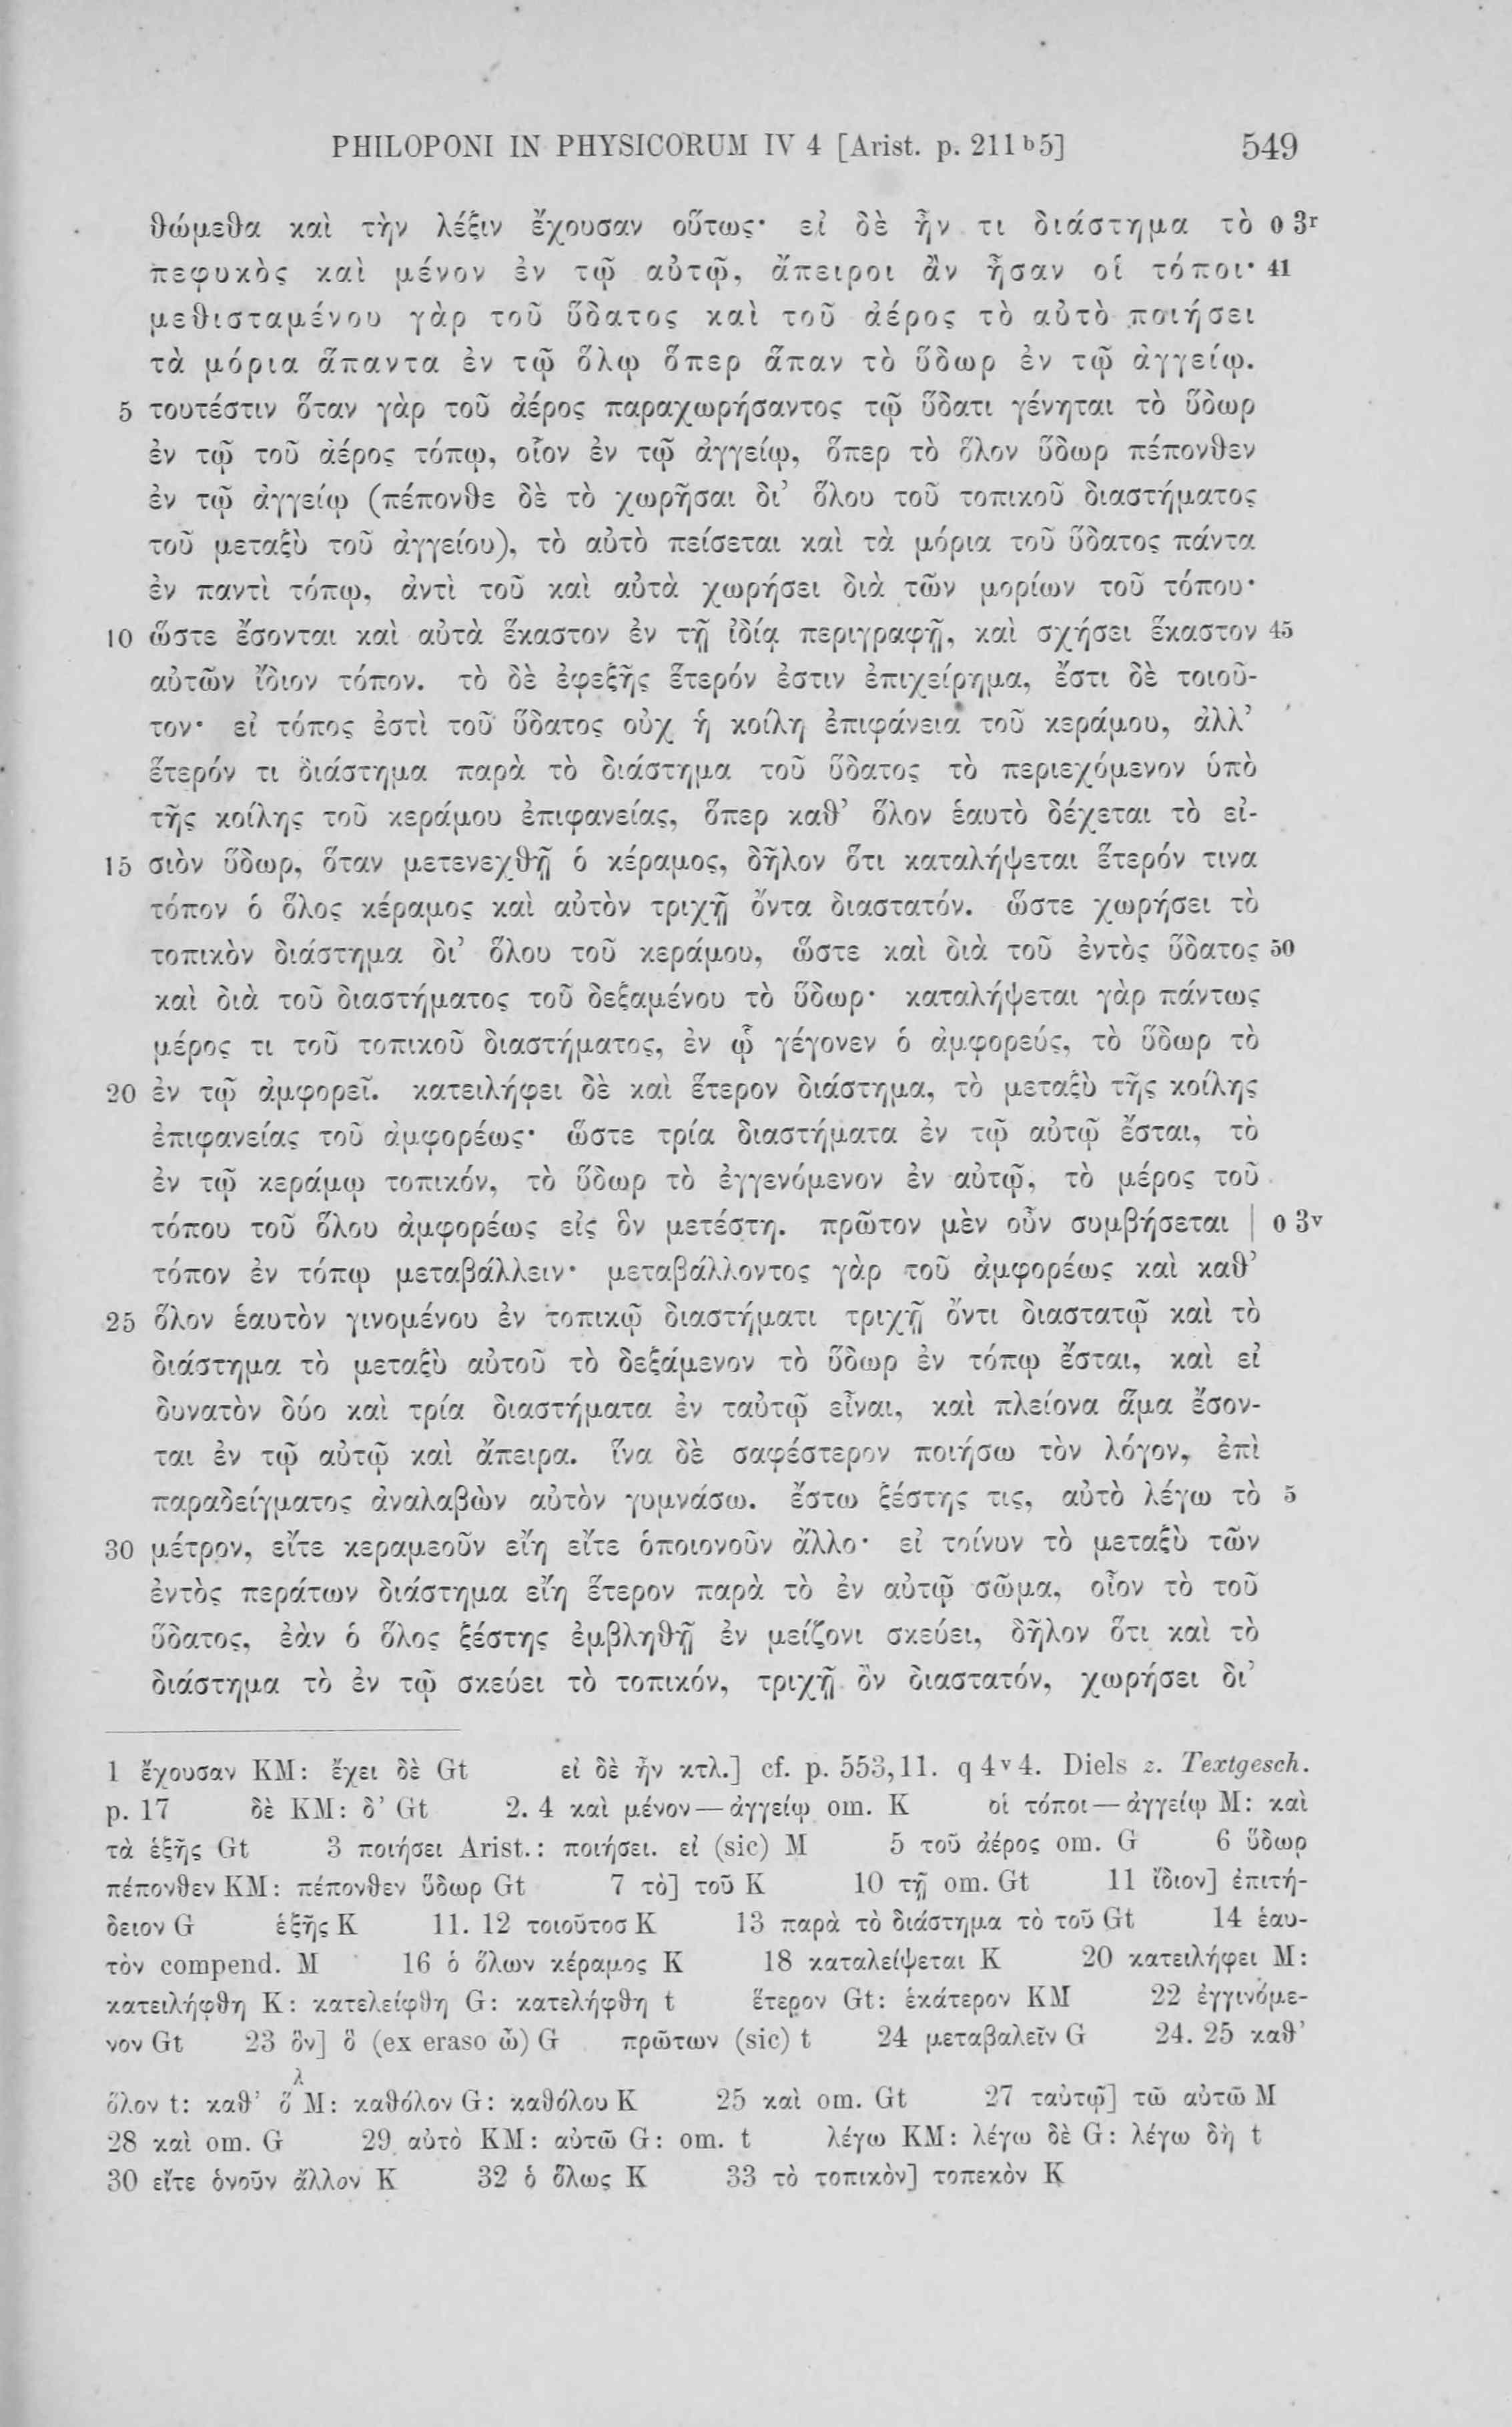 PHILOPONI IN PHYSICORUM IV 4 [Arist. p. 211 b 5] 549
θώμεθα καὶ τὴν λέξιν ἔχουσαν οὕτως· εἰ δὲ ἦν τι διάστημα τὸ ο 3r
πεφυκὸς καὶ μένον ἐν τῷ αὐτῷ, ἄπειροι ἂν ἦσαν οἱ τόποι· 41
μεθισταμένου γὰρ τοῦ ὕδατος καὶ τοῦ ἀέρος τὸ αὐτὸ ποιήσει
τὰ μόρια ἅπαντα ἐν τῷ ὅλῳ ὅπερ ἅπαν τὸ ὕδωρ ἐν τῷ ἀγγείῳ.
5 τουτέστιν ὅταν γὰρ τοῦ ἀέρος παραχωρήσαντος τῷ ὕδατι γένηται τὸ ὕδωρ
ἐν τῷ τοῦ ἀέρος τόπῳ, οἷον ἐν τῷ ἀγγείῳ, ὅπερ τὸ ὅλον ὕδωρ πέπονθεν
ἐν τῷ ἀγγείῳ (πέπονθε δὲ τὸ χωρῆσαι δι’ ὅλου τοῦ τοπικοῦ διαστήματος
τοῦ μεταξὺ τοῦ ἀγγείου), τὸ αὐτὸ πείσεται καὶ τὰ μόρια τοῦ ὕδατος πάντα
ἐν παντὶ τόπῳ, ἀντὶ τοῦ καὶ αὐτὰ χωρήσει διὰ τῶν μορίων τοῦ τόπου·
10 ὥστε ἔσονται καὶ αὐτὰ ἕκαστον ἐν τῇ ἰδίᾳ περιγραφῇ, καὶ σχήσει ἕκαστον 45
αὐτῶν ἴδιον τόπον. τὸ δὲ ἐφεξῆς ἕτερόν ἐστιν ἐπιχείρημα, ἔστι δὲ τοιοῦ-
τον· εἰ τόπος ἐστὶ τοῦ ὕδατος οὐχ ἡ κοίλη ἐπιφάνεια τοῦ κεράμου, ἀλλ’
ἕτερόν τι διάστημα παρὰ τὸ διάστημα τοῦ ὕδατος τὸ περιεχόμενον ὑπὸ
τῆς κοίλης τοῦ κεράμου ἐπιφανείας, ὅπερ καθ’ ὅλον ἑαυτὸ δέχεται τὸ εἰ-
15 σιὸν ὕδωρ, ὅταν μετενεχθῇ ὁ κέραμος, δῆλον ὅτι καταλήψεται ἕτερόν τινα
τόπον ὁ ὅλος κέραμος καὶ αὐτὸν τριχῇ ὄντα διαστατόν. ὥστε χωρήσει τὸ
τοπικὸν διάστημα δι’ ὅλου τοῦ κεράμου, ὥστε καὶ διὰ τοῦ ἐντὸς ὕδατος 50
καὶ διὰ τοῦ διαστήματος τοῦ δεξαμένου τὸ ὕδωρ· καταλήψεται γὰρ πάντως
μέρος τι τοῦ τοπικοῦ διαστήματος, ἐν ᾧ γέγονεν ὁ ἀμφορεύς, τὸ ὕδωρ τὸ
20 ἐν τῷ ἀμφορεῖ. κατειλήφει δὲ καὶ ἕτερον διάστημα, τὸ μεταξὺ τῆς κοίλης
ἐπιφανείας τοῦ ἀμφορέως· ὥστε τρία διαστήματα ἐν τῷ αὐτῷ ἔσται, τὸ
ἐν τῷ κεράμῳ τοπικόν, τὸ ὕδωρ τὸ ἐγγενόμενον ἐν αὐτῷ, τὸ μέρος τοῦ
τόπου τοῦ ὅλου ἀμφορέως εἰς ὃν μετέστη. πρῶτον μὲν οὖν συμβήσεται | ο 3v
τόπον ἐν τόπῳ μεταβάλλειν· μεταβάλλοντος γὰρ τοῦ ἀμφορέως καὶ καθ’
25 ὅλον ἑαυτὸν γινομένου ἐν τοπικῷ διαστήματι τριχῇ ὄντι διαστατῷ καὶ τὸ
διάστημα τὸ μεταξὺ αὐτοῦ τὸ δεξάμενον τὸ ὕδωρ ἐν τόπῳ ἔσται, καὶ εἰ
δυνατὸν δύο καὶ τρία διαστήματα ἐν ταὐτῷ εἶναι, καὶ πλείονα ἅμα ἔσον-
ται ἐν τῷ αὐτῷ καὶ ἄπειρα. ἵνα δὲ σαφέστερον ποιήσω τὸν λόγον, ἐπὶ
παραδείγματος ἀναλαβὼν αὐτὸν γυμνάσω. ἔστω ξέστης τις, αὐτὸ λέγω τὸ 5
30 μέτρον, εἴτε κεραμεοῦν εἴη εἴτε ὁποιονοῦν ἄλλο· εἰ τοίνυν τὸ μεταξὺ τῶν
ἐντὸς περάτων διάστημα εἴη ἕτερον παρὰ τὸ ἐν αὐτῷ σῶμα, οἷον τὸ τοῦ
ὕδατος, ἐὰν ὁ ὅλος ξέστης ἐμβληθῇ ἐν μείζονι σκεύει, δῆλον ὅτι καὶ τὸ
διάστημα τὸ ἐν τῷ σκεύει τὸ τοπικόν, τριχῇ ὂν διαστατόν, χωρήσει δι’
1 ἔχουσαν KM: ἔχει δὲ Gt εἰ δὲ ἦν κτλ.] cf. p. 553,11. q 4v 4. Diels z. Textgesch.
p. 17 δὲ KM: δ’ Gt 2. 4 καὶ μένον — ἀγγείῳ om. K οἱ τόποι — ἀγγείῳ M: καὶ
τὰ ἑξῆς Gt 3 ποιήσει Arist.: ποιήσει. εἰ (sic) M 5 τοῦ ἀέρος om. G 6 ὕδωρ
πέπονθεν KM: πέπονθεν ὕδωρ Gt 7 τὸ] τοῦ K 10 τῇ om. Gt 11 ἴδιον] ἐπιτή-
δειον G ἑξῆς K 11. 12 τοιοῦτοσ K 13 παρὰ τὸ διάστημα τὸ τοῦ Gt 14 ἑαυ-
τὸν compend. M 16 ὁ ὅλων κέραμος K 18 καταλείψεται K 20 κατειλήφει M:
κατειλήφθη K: κατελείφθη G: κατελήφθη t ἕτερον Gt: ἑκάτερον KM 22 ἐγγινόμε-
νον Gt 23 ὃν] ὃ (ex eraso ὧ) G πρῶτων (sic) t 24 μεταβαλεῖν G 24. 25 καθ’
ὅλον t: καθ’ ὅλ M: καθόλον G: καθόλου K 25 καὶ om. Gt 27 ταὐτῷ] τῶ αὐτῶ M
28 καὶ om. G 29 αὐτὸ KM: αὐτῶ G: om. t λέγω KM: λέγω δὲ G: λέγω δὴ t
30 εἴτε ὁνοῦν ἄλλον K 32 ὁ ὅλως K 33 τὸ τοπικὸν] τοπεκὸν K